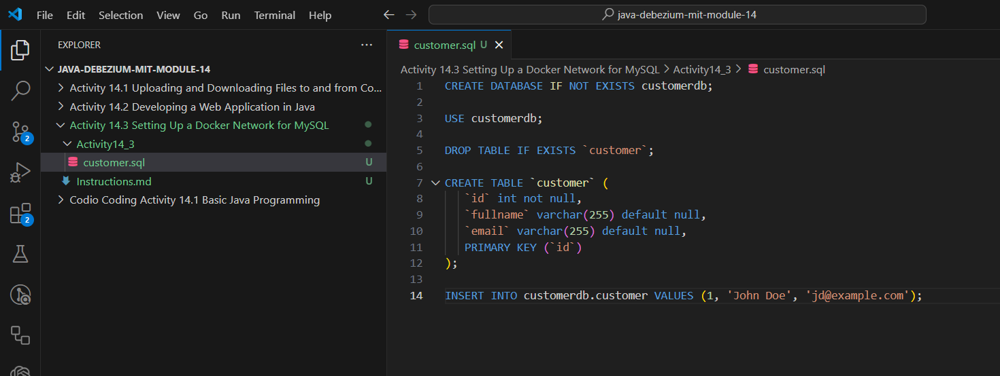 File Edit Selection View Go Run Terminal Help
java-debezium-mit-module-14
EXPLORER
JAVA-DEBEZIUM-MIT-MODULE-14
Activity 14.1 Uploading and Downloading Files to and from Co...
Activity 14.2 Developing a Web Application in Java
Activity 14.3 Setting Up a Docker Network for MySQL
Activity14_3
customer.sql U
Instructions.md U
Codio Coding Activity 14.1 Basic Java Programming
2
2
customer.sql U
Activity 14.3 Setting Up a Docker Network for MySQL > Activity14_3 > customer.sql
1 CREATE DATABASE IF NOT EXISTS customerdb;
2
3 USE customerdb;
4
5 DROP TABLE IF EXISTS `customer`;
6
7 CREATE TABLE `customer` (
8 `id` int not null,
9 `fullname` varchar(255) default null,
10 `email` varchar(255) default null,
11 PRIMARY KEY (`id`)
12 );
13
14 INSERT INTO customerdb.customer VALUES (1, 'John Doe', 'jd@example.com');